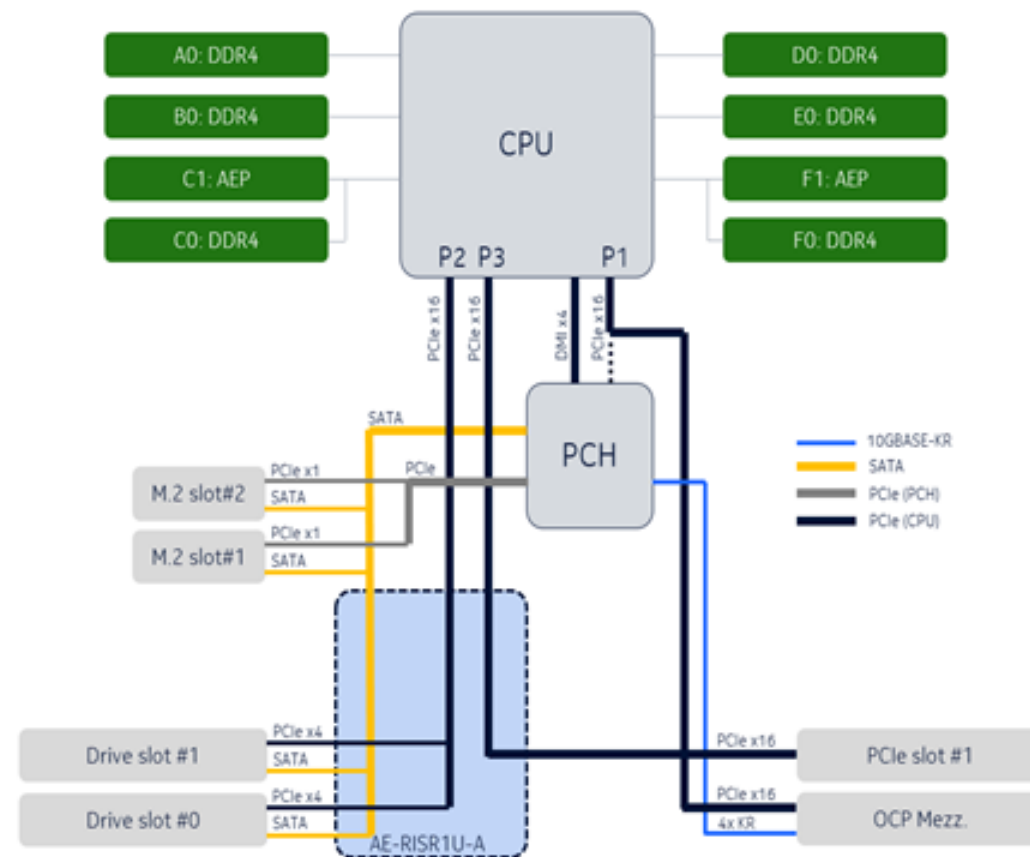 A0: DDR4
B0: DDR4
C1: AEP
C0: DDR4
CPU
D0: DDR4
E0: DDR4
F1: AEP
F0: DDR4
P2 P3
P1
PCIe x16
PCIe x16
DMI x4
PCIe x16
SATA
PCIe
PCH
10GBASE-KR
SATA
PCIe (PCH)
PCIe (CPU)
M.2 slot#2
PCIe x1
SATA
M.2 slot#1
PCIe x1
SATA
Drive slot #1
PCIe x4
SATA
Drive slot #0
PCIe x4
SATA
AE-RISR1U-A
PCIe x16
PCIe slot #1
PCIe x16
4x KR
OCP Mezz.